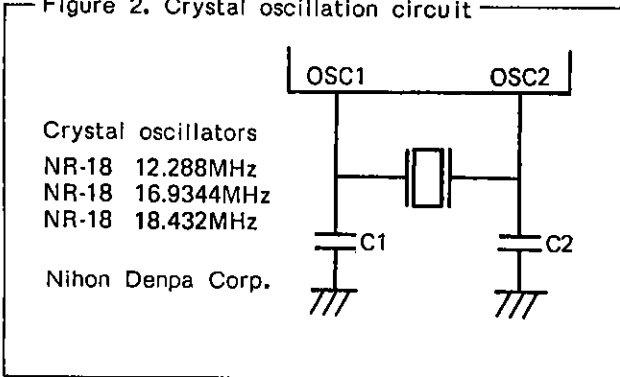 Figure 2. Crystal oscillation circuit
OSC1 OSC2
Crystal oscillators
NR-18 12.288MHz
NR-18 16.9344MHz
NR-18 18.432MHz
C1 C2
Nihon Denpa Corp.